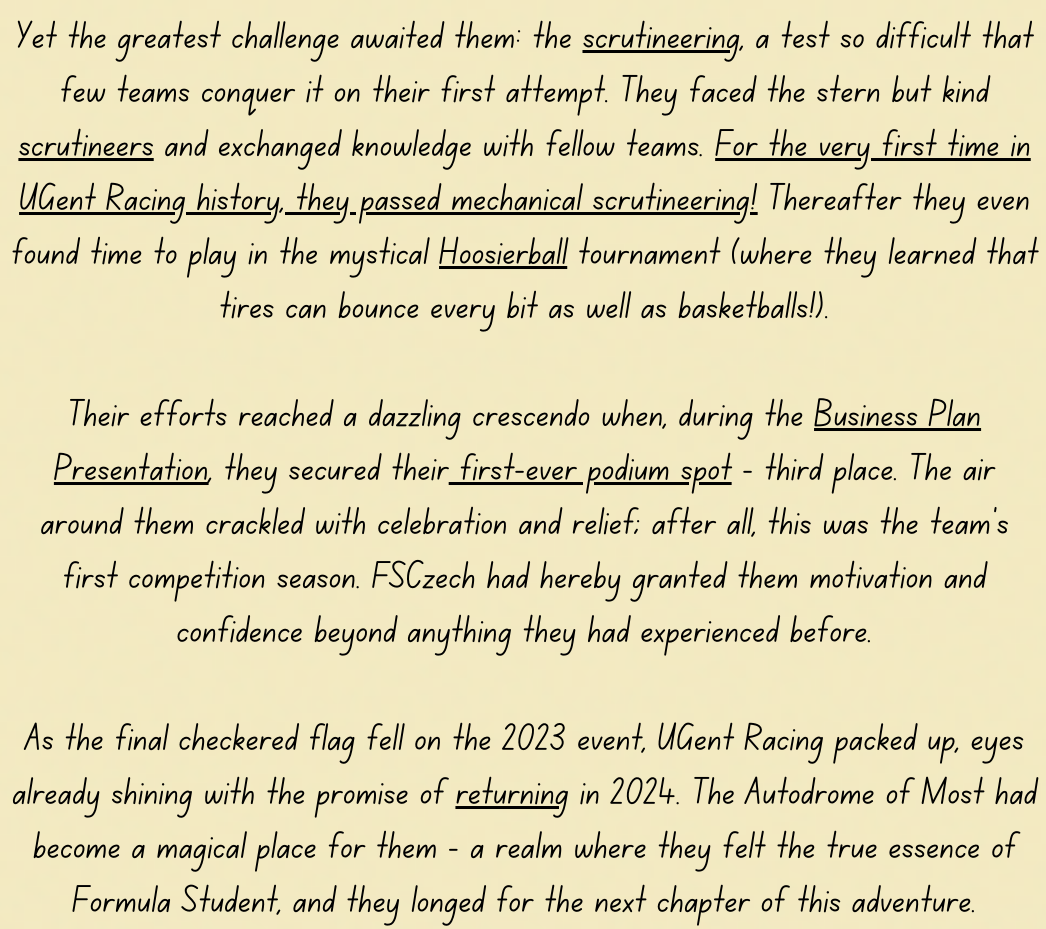 Yet the greatest challenge awaited them: the scrutineering, a test so difficult that
few teams conquer it on their first attempt. They faced the stern but kind
scrutineers and exchanged knowledge with fellow teams. For the very first time in
UGent Racing history, they passed mechanical scrutineering! Thereafter they even
found time to play in the mystical Hoosierball tournament (where they learned that
tires can bounce every bit as well as basketballs!).
Their efforts reached a dazzling crescendo when, during the Business Plan
Presentation, they secured their first-ever podium spot - third place. The air
around them crackled with celebration and relief; after all, this was the team's
first competition season. FSCzech had hereby granted them motivation and
confidence beyond anything they had experienced before.
As the final checkered flag fell on the 2023 event, UGent Racing packed up, eyes
already shining with the promise of returning in 2024. The Autodrome of Most had
become a magical place for them - a realm where they felt the true essence of
Formula Student, and they longed for the next chapter of this adventure.